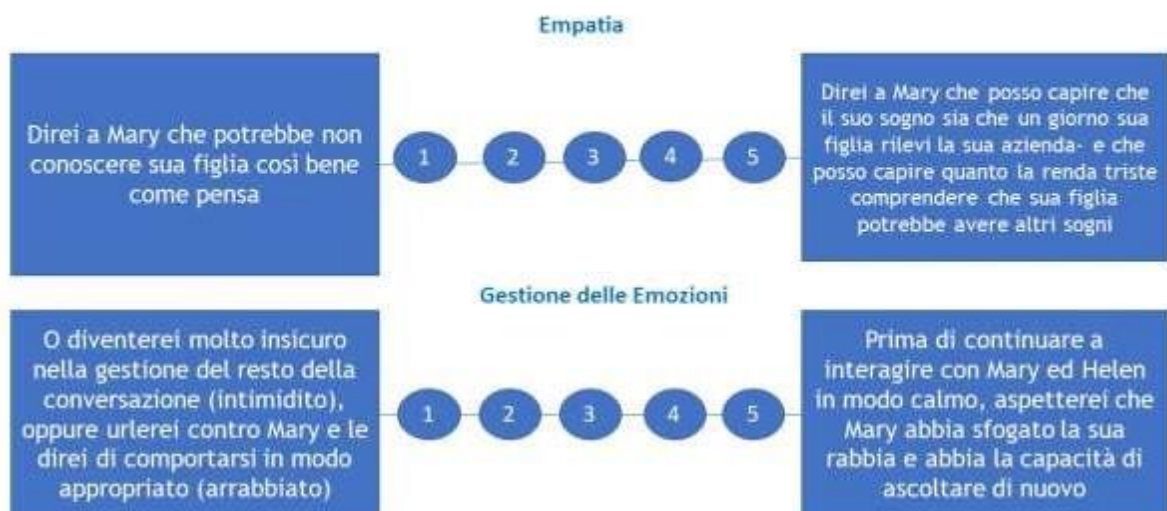 Empatia
Direi a Mary che potrebbe non
conoscere sua figlia così bene
come pensa
1
2
3
4
5
Direi a Mary che posso capire che
il suo sogno sia che un giorno sua
figlia rilevi la sua azienda- e che
posso capire quanto la renda triste
comprendere che sua figlia
potrebbe avere altri sogni
Gestione delle Emozioni
O diventerei molto insicuro
nella gestione del resto della
conversazione (intimidito),
oppure urlerei contro Mary e le
direi di comportarsi in modo
appropriato (arrabbiato)
1
2
3
4
5
Prima di continuare a
interagire con Mary ed Helen
in modo calmo, aspetterei che
Mary abbia sfogato la sua
rabbia e abbia la capacità di
ascoltare di nuovo